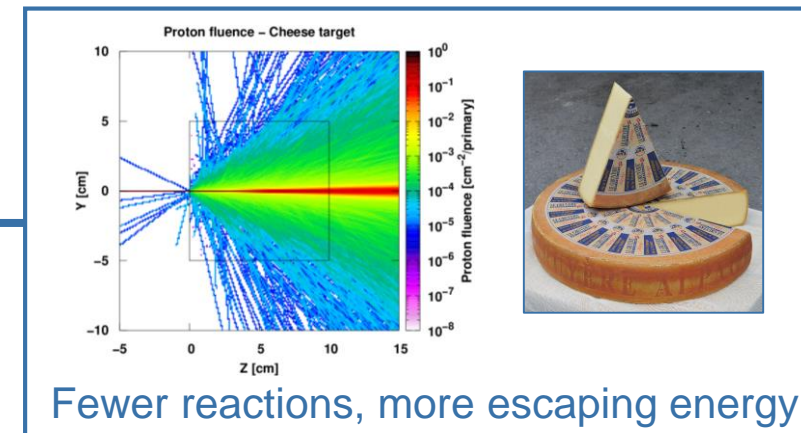 Proton fluence – Cheese target
10
5
0
−5
−10
Y [cm]
−5 0 5 10 15
Z [cm]
10⁰
10⁻¹
10⁻²
10⁻³
10⁻⁴
10⁻⁵
10⁻⁶
10⁻⁷
10⁻⁸
Proton fluence [cm⁻²/primary]
Fewer reactions, more escaping energy